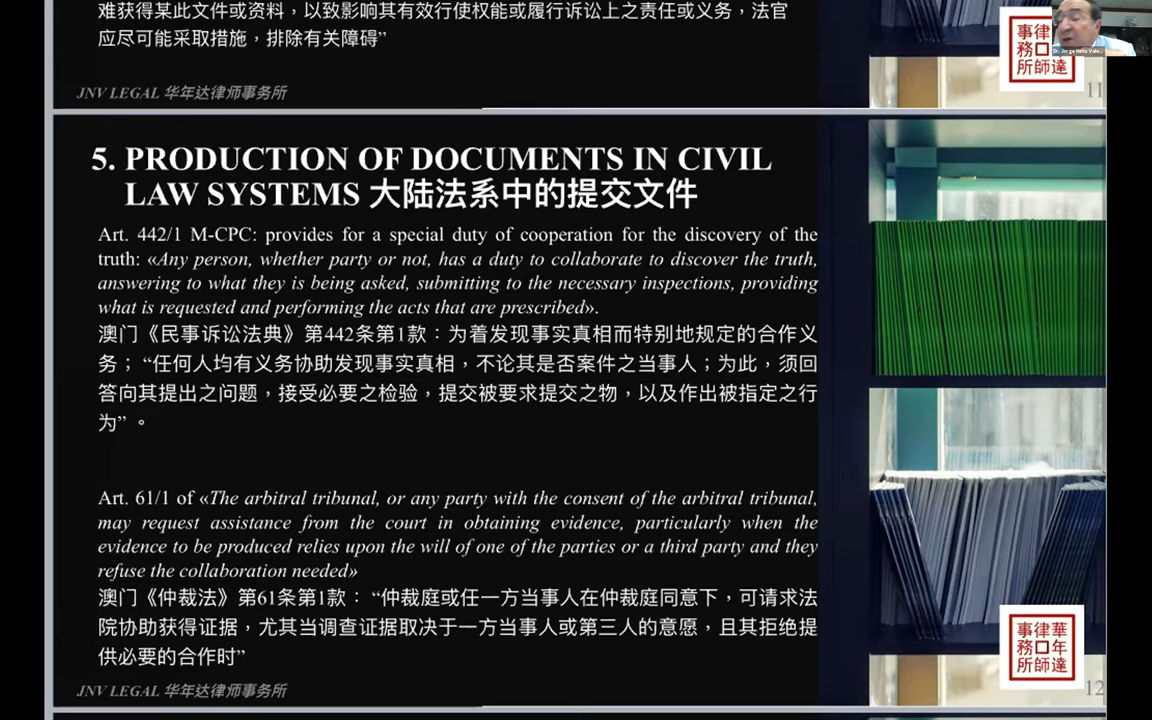 难获得某此文件或资料，以致影响其有效行使权能或履行诉讼上之责任或义务，法官
应尽可能采取措施，排除有关障碍”
JNV LEGAL 华年达律师事务所
11
事律華
務口年
所師達
5. PRODUCTION OF DOCUMENTS IN CIVIL
LAW SYSTEMS 大陆法系中的提交文件
Art. 442/1 M-CPC: provides for a special duty of cooperation for the discovery of the
truth: «Any person, whether party or not, has a duty to collaborate to discover the truth,
answering to what they is being asked, submitting to the necessary inspections, providing
what is requested and performing the acts that are prescribed».
澳门《民事诉讼法典》第442条第1款：为着发现事实真相而特别地规定的合作义
务； “任何人均有义务协助发现事实真相，不论其是否案件之当事人；为此，须回
答向其提出之问题，接受必要之检验，提交被要求提交之物，以及作出被指定之行
为” 。
Art. 61/1 of «The arbitral tribunal, or any party with the consent of the arbitral tribunal,
may request assistance from the court in obtaining evidence, particularly when the
evidence to be produced relies upon the will of one of the parties or a third party and they
refuse the collaboration needed»
澳门《仲裁法》第61条第1款： “仲裁庭或任一方当事人在仲裁庭同意下，可请求法
院协助获得证据，尤其当调查证据取决于一方当事人或第三人的意愿，且其拒绝提
供必要的合作时”
JNV LEGAL 华年达律师事务所
事律華
務口年
所師達
12